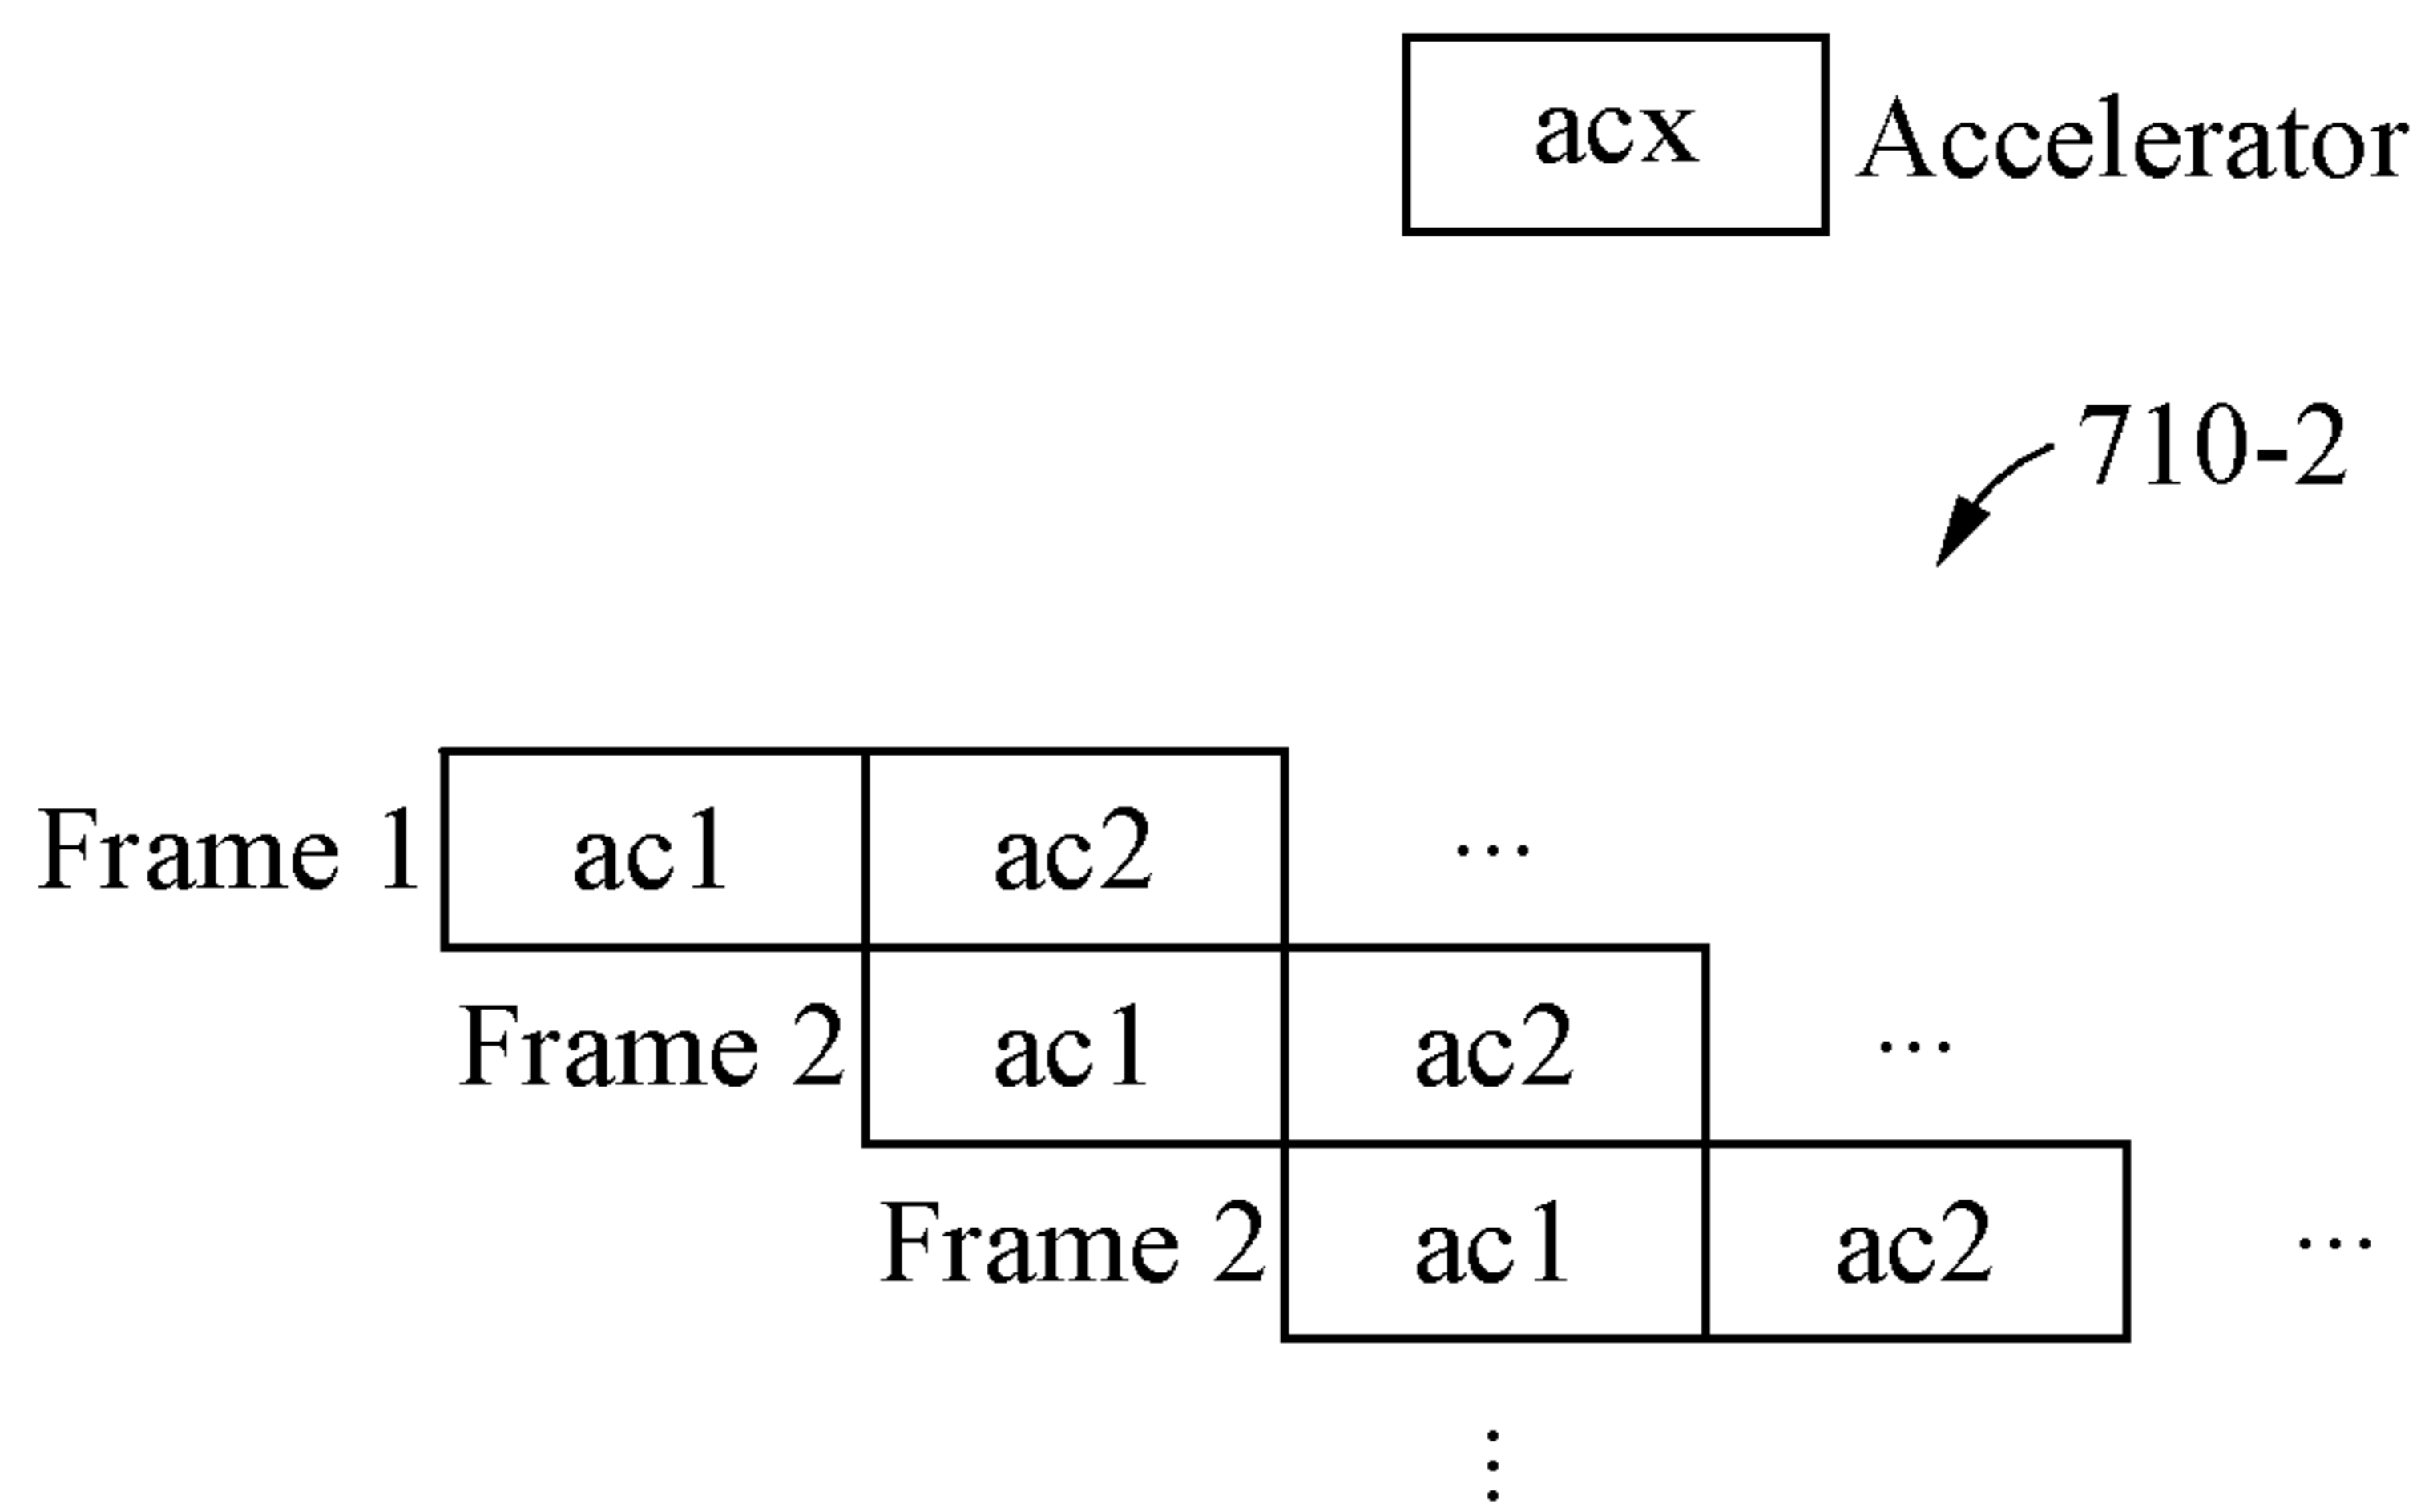 acx Accelerator
710-2
Frame 1 ac1 ac2 ...
Frame 2 ac1 ac2 ...
Frame 2 ac1 ac2 ...